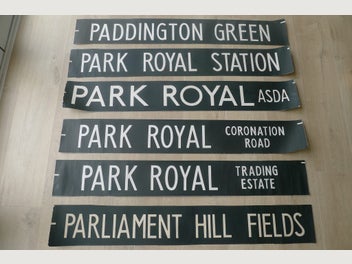 PADDINGTON GREEN
PARK ROYAL STATION
PARK ROYAL ASDA
PARK ROYAL CORONATION
ROAD
PARK ROYAL TRADING
ESTATE
PARLIAMENT HILL FIELDS